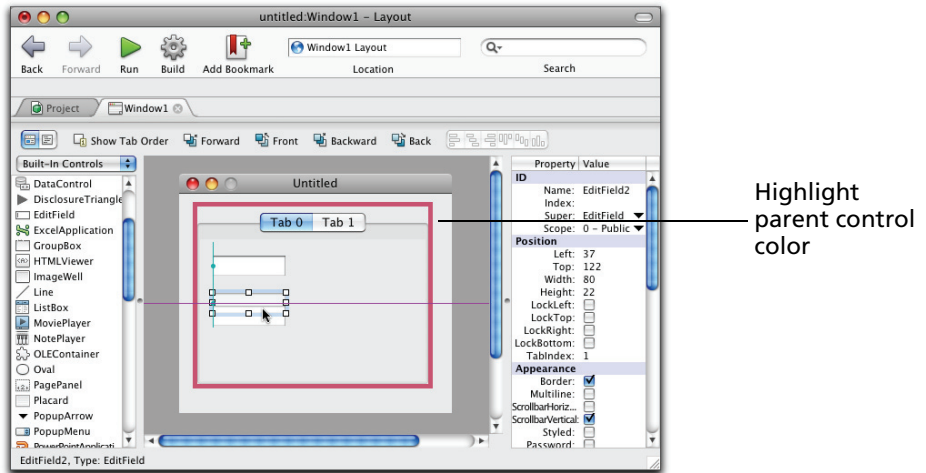 untitled:Window1 – Layout
Window1 Layout
Back Forward Run Build Add Bookmark Location Search
Project Window1
Show Tab Order Forward Front Backward Back
Built-In Controls
DataControl
DisclosureTriangle
EditField
ExcelApplication
GroupBox
HTMLViewer
ImageWell
Line
ListBox
MoviePlayer
NotePlayer
OLEContainer
Oval
PagePanel
Placard
PopupArrow
PopupMenu
PowerPointApplicati
Untitled
Tab 0 Tab 1
Property Value
ID
Name: EditField2
Index:
Super: EditField
Scope: 0 – Public
Position
Left: 37
Top: 122
Width: 80
Height: 22
LockLeft:
LockTop:
LockRight:
LockBottom:
TabIndex: 1
Appearance
Border:
Multiline:
ScrollbarHoriz...
ScrollbarVertical:
Styled:
Password:
EditField2, Type: EditField
Highlight
parent control
color